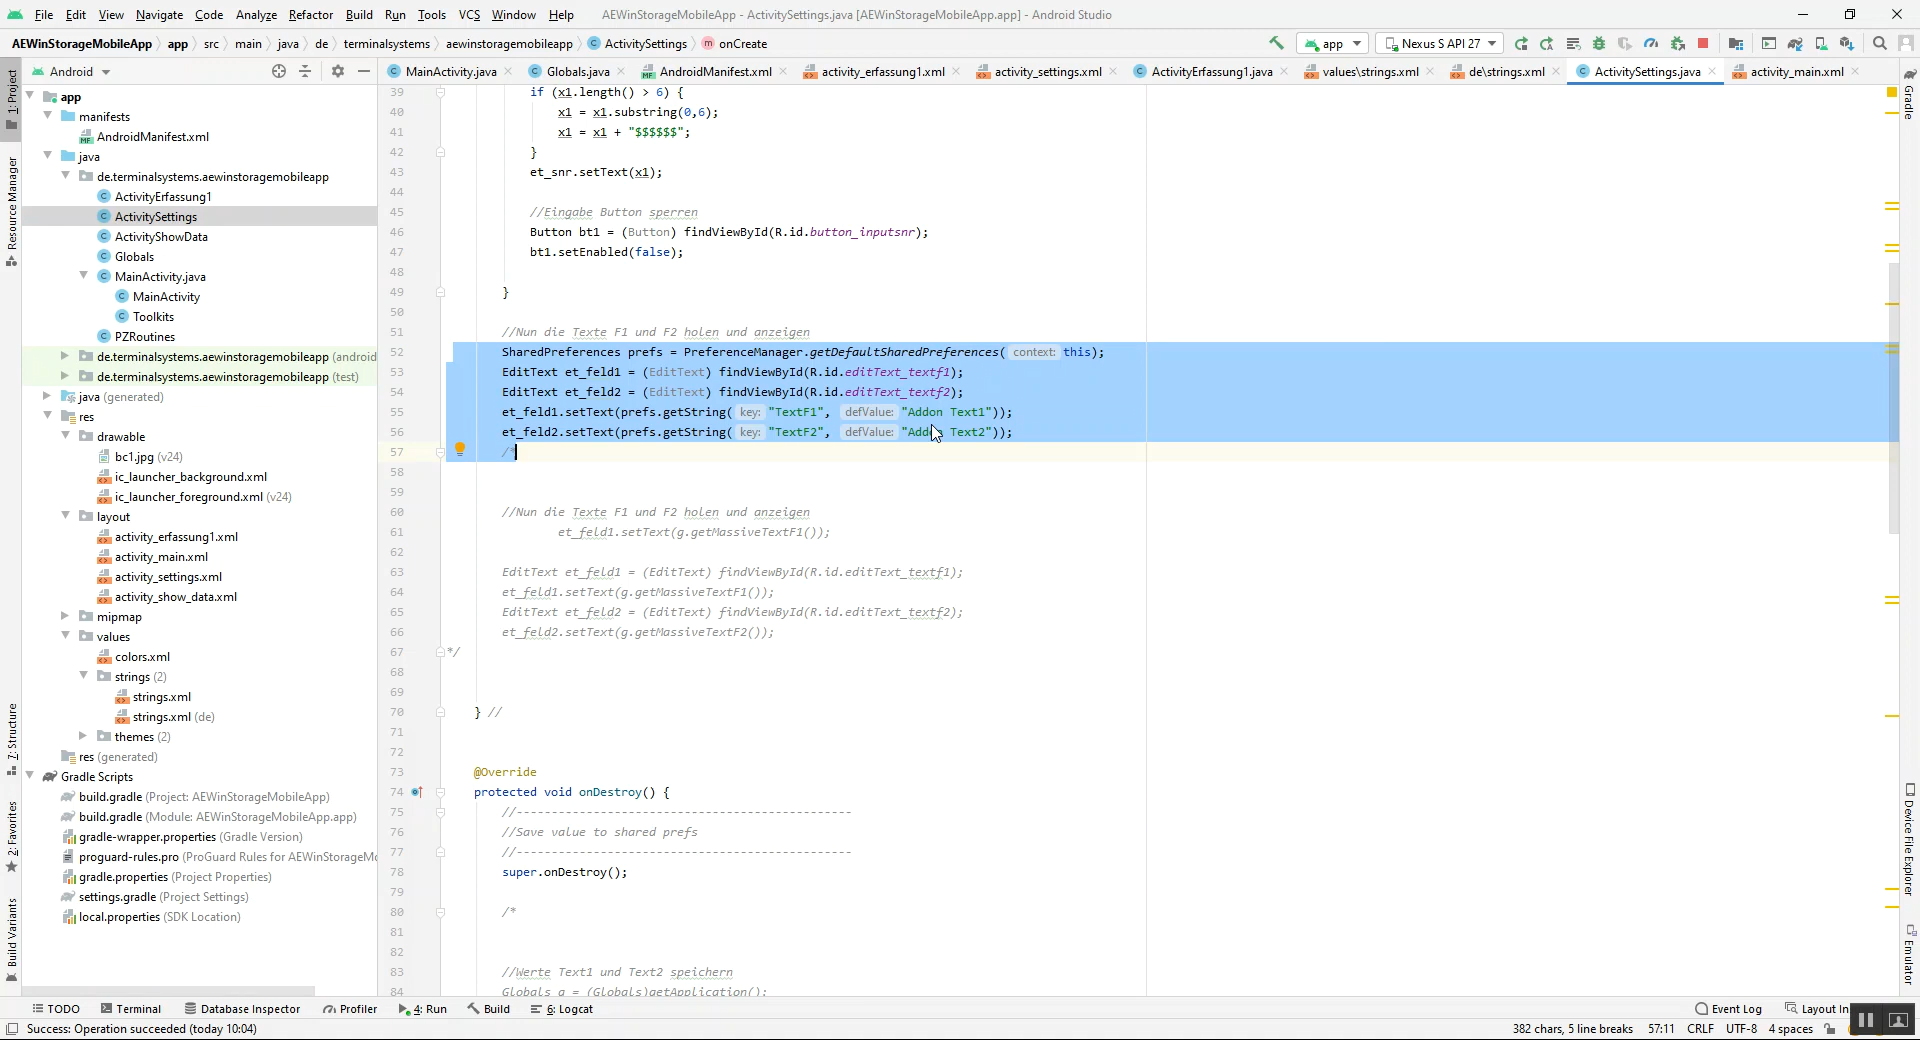 File Edit View Navigate Code Analyze Refactor Build Run Tools VCS Window Help AEWinStorageMobileApp - ActivitySettings.java [AEWinStorageMobileApp.app] - Android Studio
AEWinStorageMobileApp app src main java de terminalsystems aewinstoragemobileapp ActivitySettings onCreate app Nexus S API 27
Android
MainActivity.java Globals.java AndroidManifest.xml activity_erfassung1.xml activity_settings.xml ActivityErfassung1.java values\strings.xml de\strings.xml ActivitySettings.java activity_main.xml
1: Project
Resource Manager
7: Structure
2: Favorites
Build Variants
app
manifests
AndroidManifest.xml
java
de.terminalsystems.aewinstoragemobileapp
ActivityErfassung1
ActivitySettings
ActivityShowData
Globals
MainActivity.java
MainActivity
Toolkits
PZRoutines
de.terminalsystems.aewinstoragemobileapp (android
de.terminalsystems.aewinstoragemobileapp (test)
java (generated)
res
drawable
bc1.jpg (v24)
ic_launcher_background.xml
ic_launcher_foreground.xml (v24)
layout
activity_erfassung1.xml
activity_main.xml
activity_settings.xml
activity_show_data.xml
mipmap
values
colors.xml
strings (2)
strings.xml
strings.xml (de)
themes (2)
res (generated)
Gradle Scripts
build.gradle (Project: AEWinStorageMobileApp)
build.gradle (Module: AEWinStorageMobileApp.app)
gradle-wrapper.properties (Gradle Version)
proguard-rules.pro (ProGuard Rules for AEWinStorageMo
gradle.properties (Project Properties)
settings.gradle (Project Settings)
local.properties (SDK Location)
39 if (x1.length() > 6) {
40 x1 = x1.substring(0,6);
41 x1 = x1 + "$$$$$$";
42 }
43 et_snr.setText(x1);
44
45 //Eingabe Button sperren
46 Button bt1 = (Button) findViewById(R.id.button_inputsnr);
47 bt1.setEnabled(false);
48
49 }
50
51 //Nun die Texte F1 und F2 holen und anzeigen
52 SharedPreferences prefs = PreferenceManager.getDefaultSharedPreferences( context: this);
53 EditText et_feld1 = (EditText) findViewById(R.id.editText_textf1);
54 EditText et_feld2 = (EditText) findViewById(R.id.editText_textf2);
55 et_feld1.setText(prefs.getString( key: "TextF1", defValue: "Addon Text1"));
56 et_feld2.setText(prefs.getString( key: "TextF2", defValue: "Addon Text2"));
57 /*
58
59
60 //Nun die Texte F1 und F2 holen und anzeigen
61 et_feld1.setText(g.getMassiveTextF1());
62
63 EditText et_feld1 = (EditText) findViewById(R.id.editText_textf1);
64 et_feld1.setText(g.getMassiveTextF1());
65 EditText et_feld2 = (EditText) findViewById(R.id.editText_textf2);
66 et_feld2.setText(g.getMassiveTextF2());
67 */
68
69
70 } //
71
72
73 @Override
74 protected void onDestroy() {
75 //------------------------------------------------
76 //Save value to shared prefs
77 //------------------------------------------------
78 super.onDestroy();
79
80 /*
81
82
83 //Werte Text1 und Text2 speichern
84 Globals g = (Globals)getApplication();
Gradle
Device File Explorer
Emulator
TODO Terminal Database Inspector Profiler 4: Run Build 6: Logcat Event Log Layout In
Success: Operation succeeded (today 10:04) 382 chars, 5 line breaks 57:11 CRLF UTF-8 4 spaces